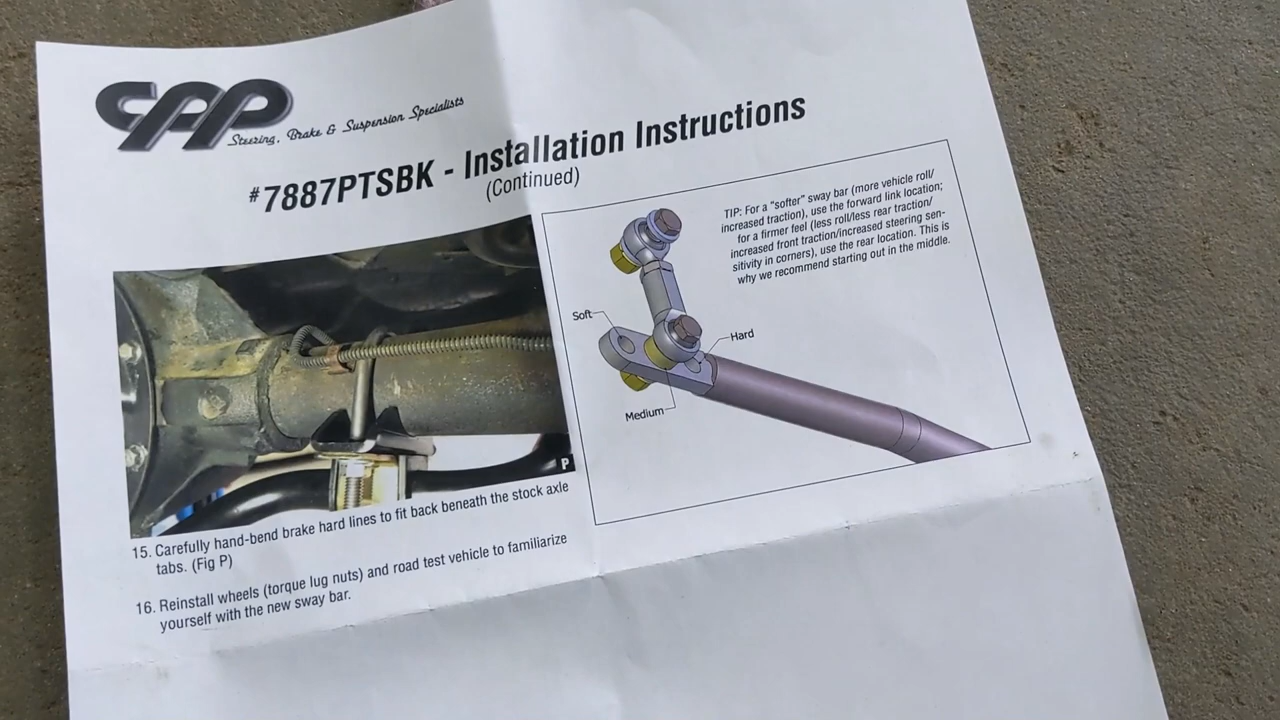 CPP
Steering, Brake & Suspension Specialists
#7887PTSBK - Installation Instructions
(Continued)
TIP: For a "softer" sway bar (more vehicle roll/
increased traction), use the forward link location;
for a firmer feel (less roll/less rear traction/
increased front traction/increased steering sen-
sitivity in corners), use the rear location. This is
why we recommend starting out in the middle.
Soft
Hard
Medium
P
15. Carefully hand-bend brake hard lines to fit back beneath the stock axle
tabs. (Fig P)
16. Reinstall wheels (torque lug nuts) and road test vehicle to familiarize
yourself with the new sway bar.